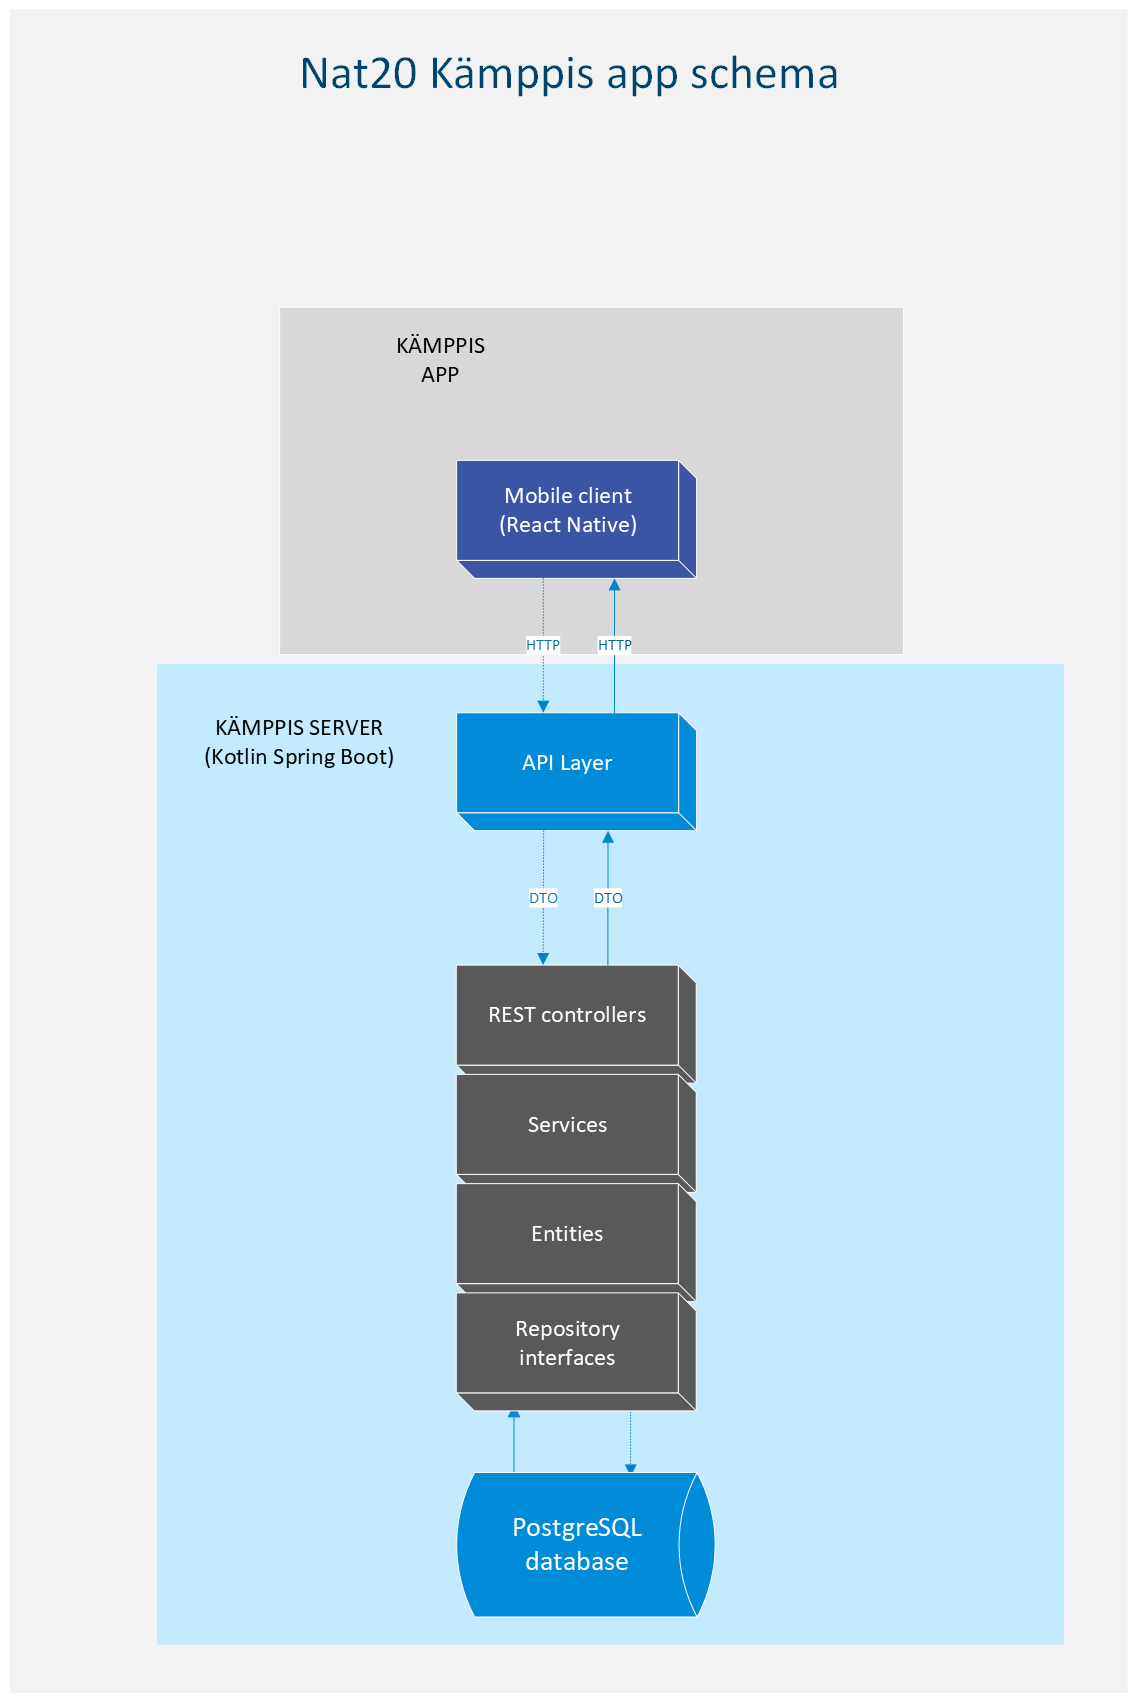 Nat20 Kämppis app schema
KÄMPPIS
APP
Mobile client
(React Native)
HTTP HTTP
KÄMPPIS SERVER
(Kotlin Spring Boot)
API Layer
DTO DTO
REST controllers
Services
Entities
Repository
interfaces
PostgreSQL
database